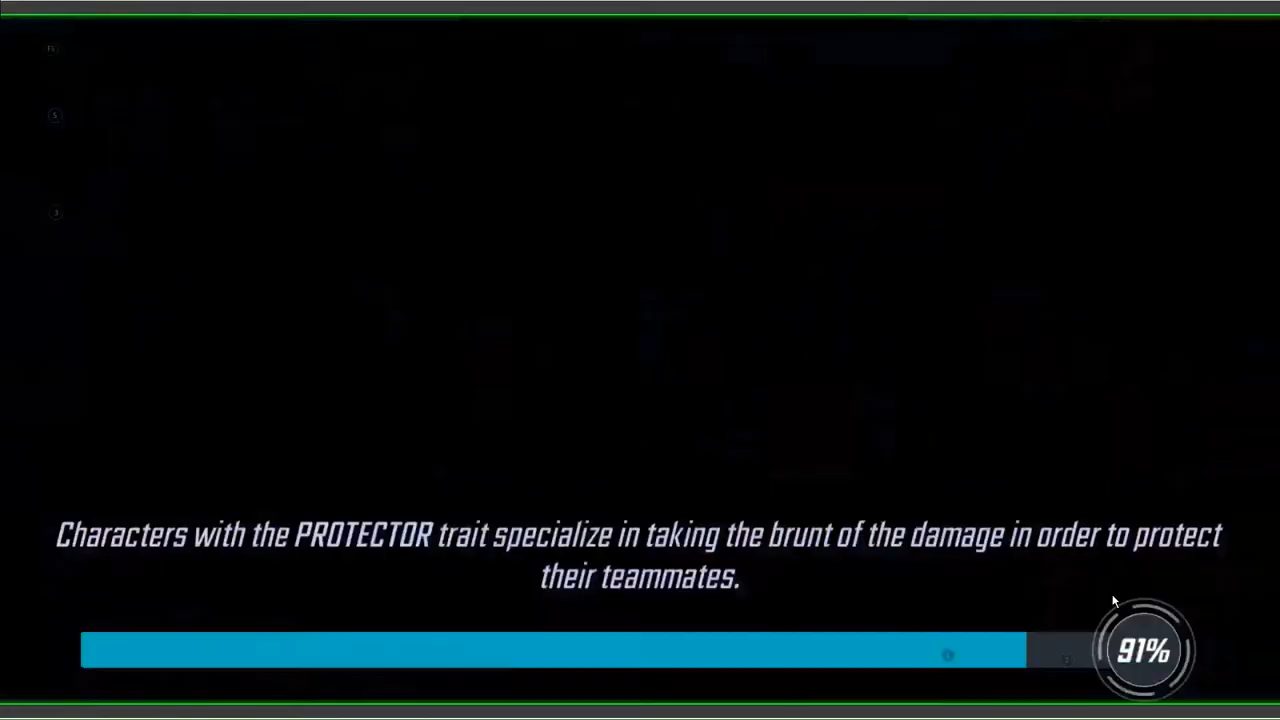 Characters with the PROTECTOR trait specialize in taking the brunt of the damage in order to protect
their teammates.
91%